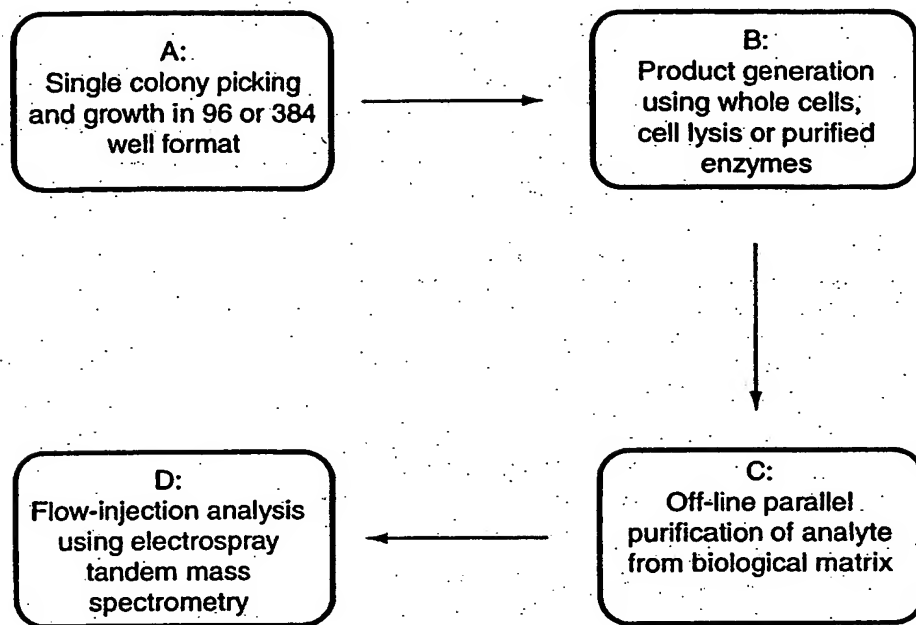 A:
Single colony picking
and growth in 96 or 384
well format
B:
Product generation
using whole cells,
cell lysis or purified
enzymes
C:
Off-line parallel
purification of analyte
from biological matrix
D:
Flow-injection analysis
using electrospray
tandem mass
spectrometry